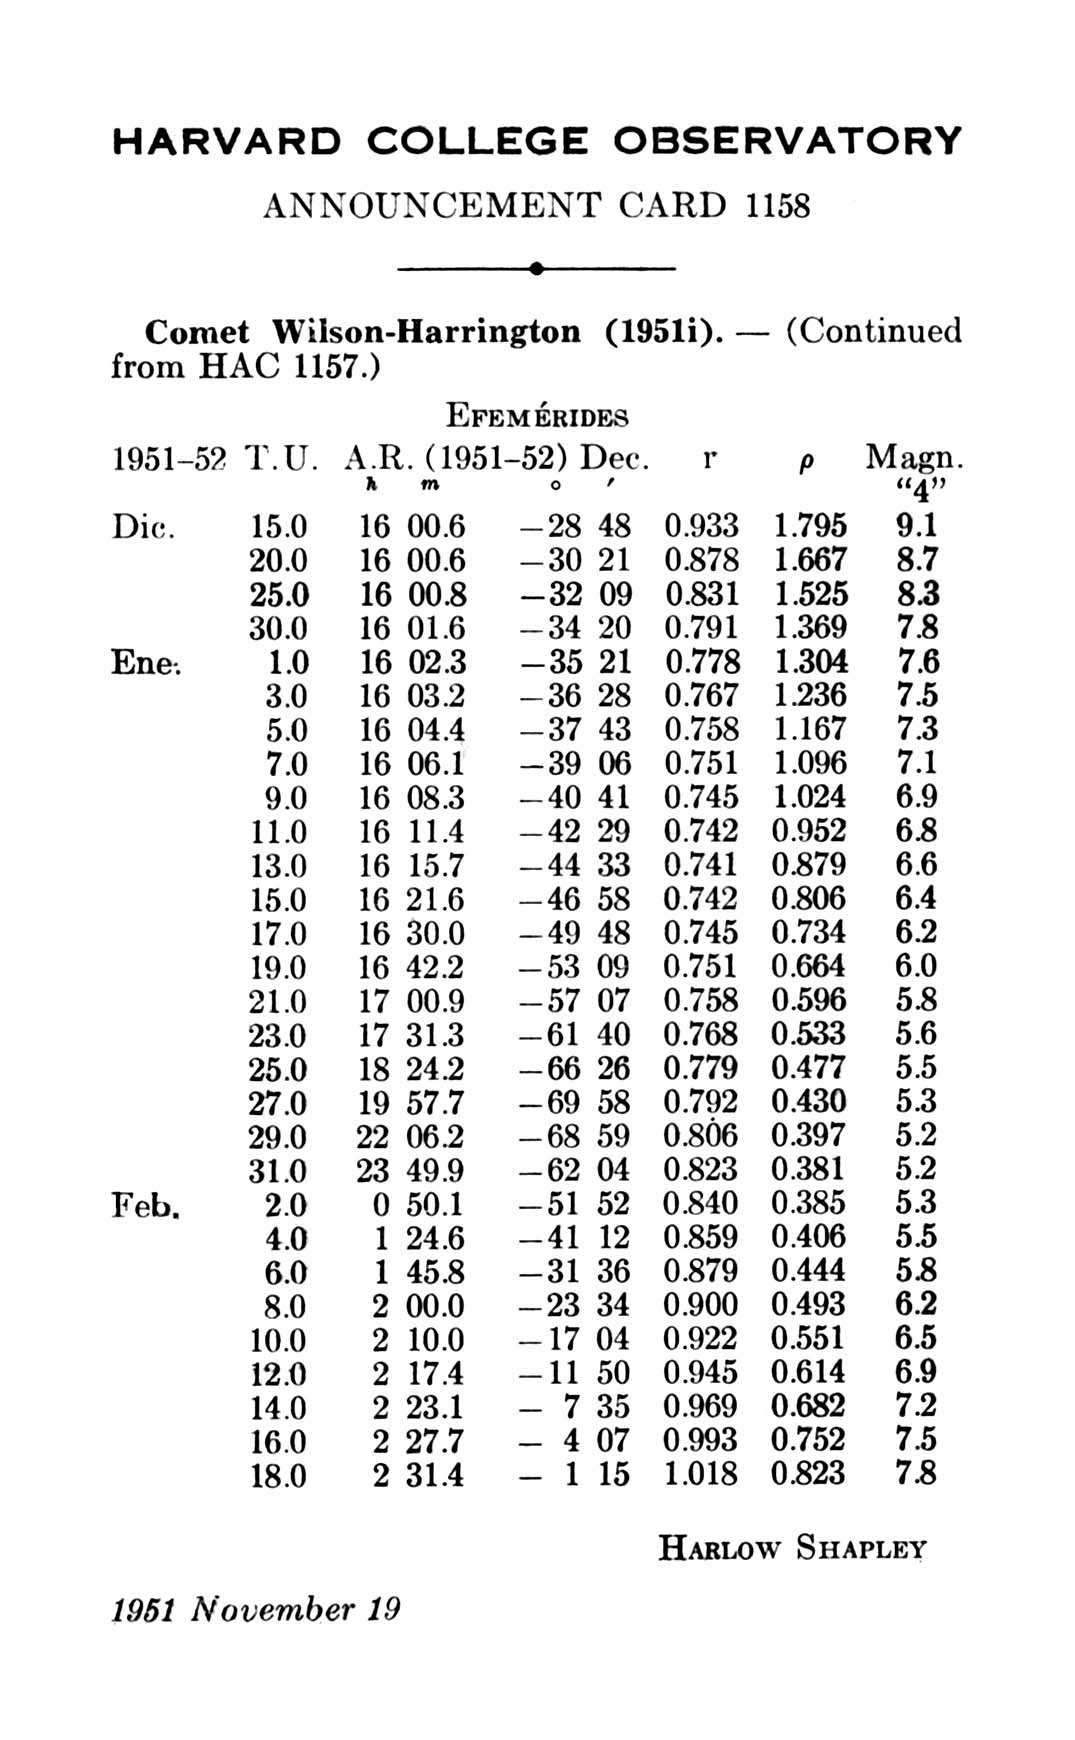 HARVARD COLLEGE OBSERVATORY
ANNOUNCEMENT CARD 1158
Comet Wilson-Harrington (1951i). — (Continued
from HAC 1157.)
EFEMÉRIDES
1951-52 T.U. A.R. (1951-52) Dec. r ρ Magn.
h m ° ′ “4”
Dic. 15.0 16 00.6 −28 48 0.933 1.795 9.1
20.0 16 00.6 −30 21 0.878 1.667 8.7
25.0 16 00.8 −32 09 0.831 1.525 8.3
30.0 16 01.6 −34 20 0.791 1.369 7.8
Ene. 1.0 16 02.3 −35 21 0.778 1.304 7.6
3.0 16 03.2 −36 28 0.767 1.236 7.5
5.0 16 04.4 −37 43 0.758 1.167 7.3
7.0 16 06.1 −39 06 0.751 1.096 7.1
9.0 16 08.3 −40 41 0.745 1.024 6.9
11.0 16 11.4 −42 29 0.742 0.952 6.8
13.0 16 15.7 −44 33 0.741 0.879 6.6
15.0 16 21.6 −46 58 0.742 0.806 6.4
17.0 16 30.0 −49 48 0.745 0.734 6.2
19.0 16 42.2 −53 09 0.751 0.664 6.0
21.0 17 00.9 −57 07 0.758 0.596 5.8
23.0 17 31.3 −61 40 0.768 0.533 5.6
25.0 18 24.2 −66 26 0.779 0.477 5.5
27.0 19 57.7 −69 58 0.792 0.430 5.3
29.0 22 06.2 −68 59 0.806 0.397 5.2
31.0 23 49.9 −62 04 0.823 0.381 5.2
Feb. 2.0 0 50.1 −51 52 0.840 0.385 5.3
4.0 1 24.6 −41 12 0.859 0.406 5.5
6.0 1 45.8 −31 36 0.879 0.444 5.8
8.0 2 00.0 −23 34 0.900 0.493 6.2
10.0 2 10.0 −17 04 0.922 0.551 6.5
12.0 2 17.4 −11 50 0.945 0.614 6.9
14.0 2 23.1 − 7 35 0.969 0.682 7.2
16.0 2 27.7 − 4 07 0.993 0.752 7.5
18.0 2 31.4 − 1 15 1.018 0.823 7.8
HARLOW SHAPLEY
1951 November 19